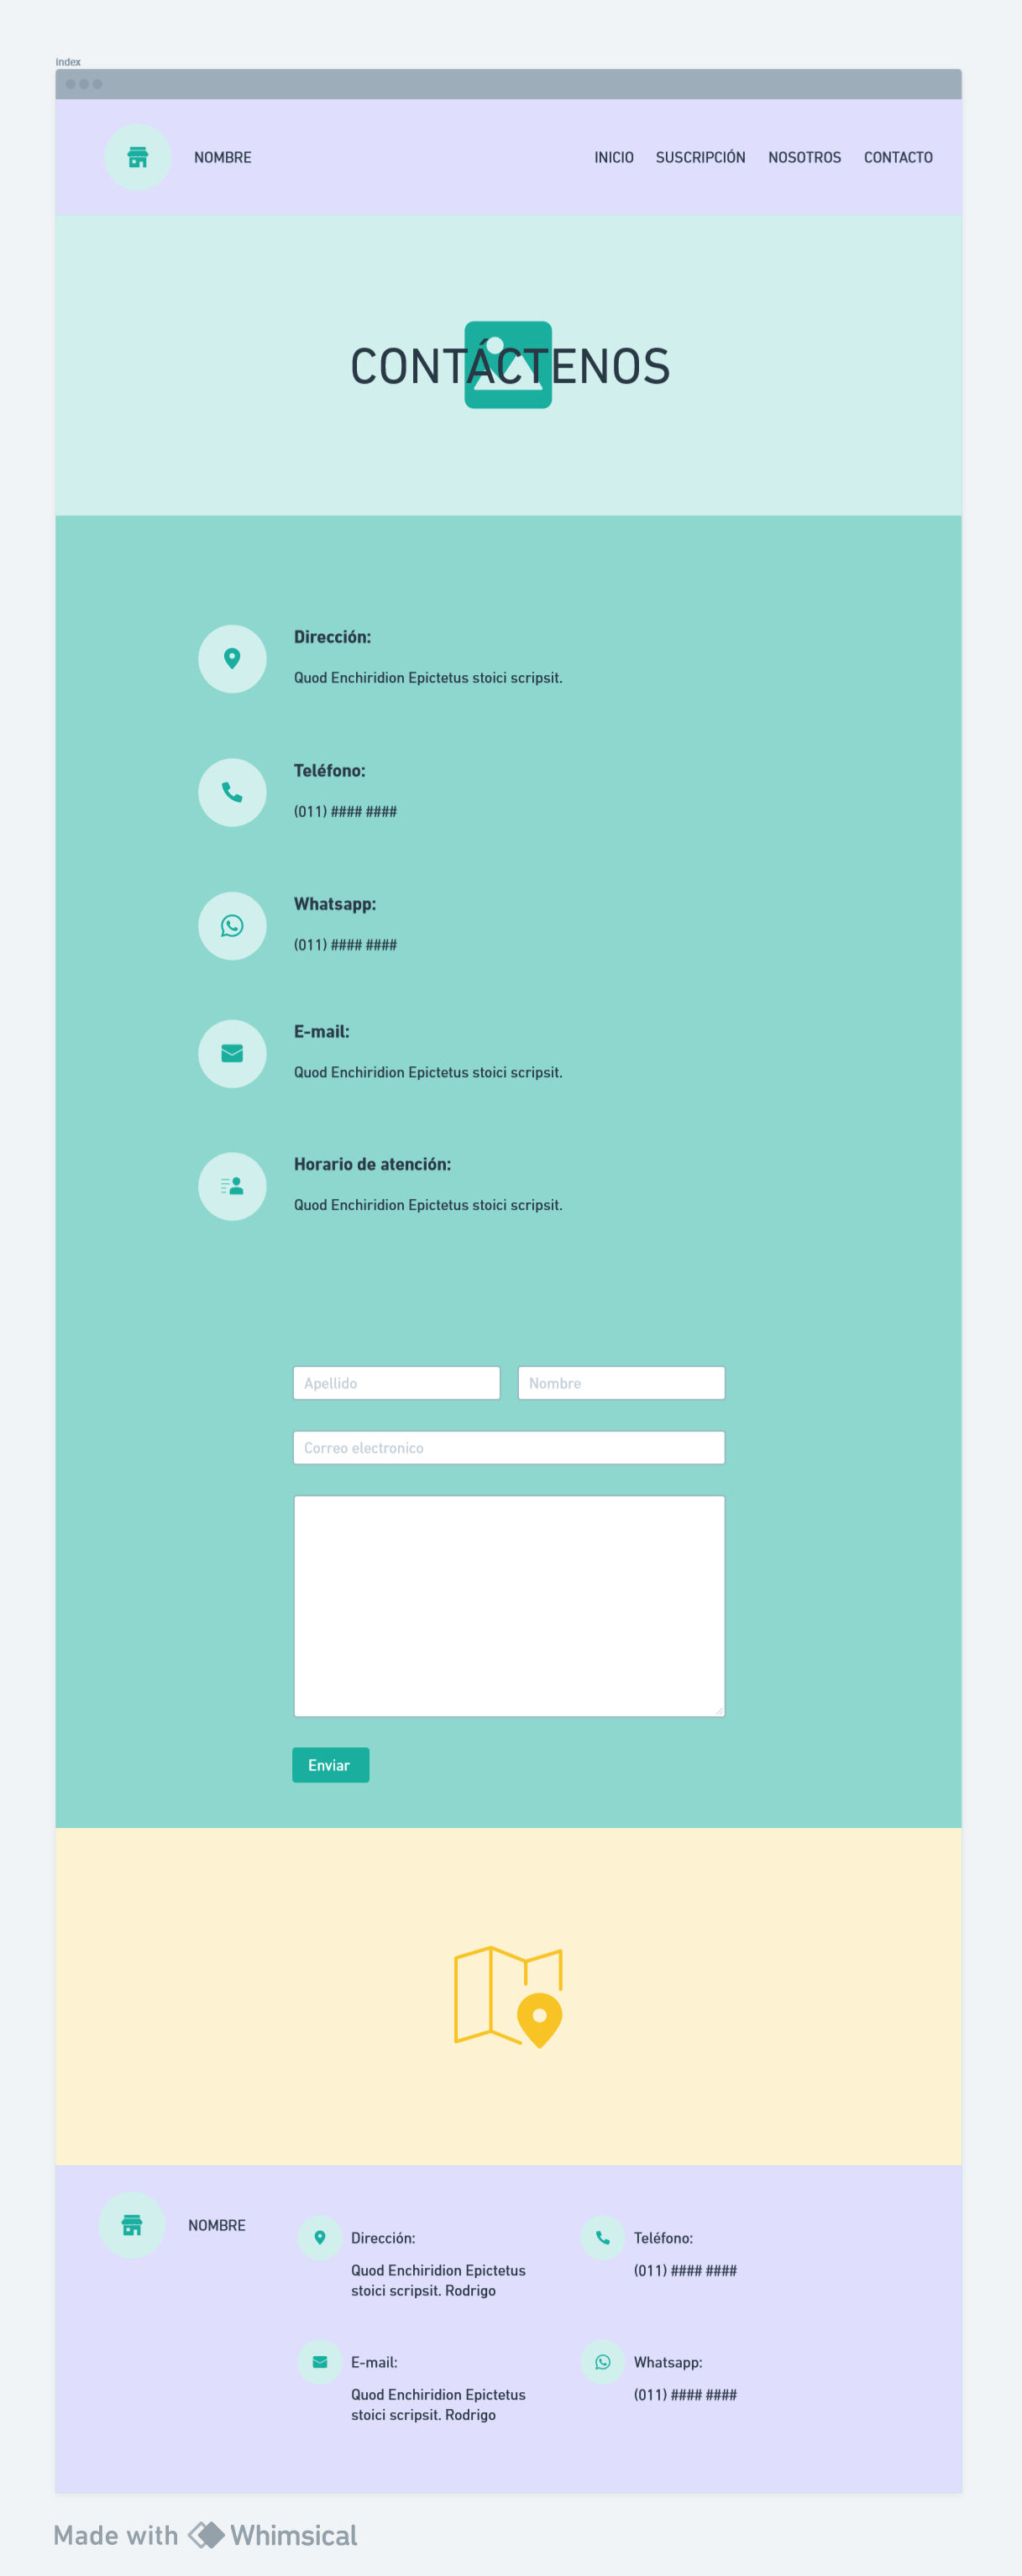 index
NOMBRE
INICIO SUSCRIPCIÓN NOSOTROS CONTACTO
CONTÁCTENOS
Dirección:
Quod Enchiridion Epictetus stoici scripsit.
Teléfono:
(011) #### ####
Whatsapp:
(011) #### ####
E-mail:
Quod Enchiridion Epictetus stoici scripsit.
Horario de atención:
Quod Enchiridion Epictetus stoici scripsit.
Apellido
Nombre
Correo electronico
Enviar
NOMBRE
Dirección:
Quod Enchiridion Epictetus
stoici scripsit. Rodrigo
Teléfono:
(011) #### ####
E-mail:
Quod Enchiridion Epictetus
stoici scripsit. Rodrigo
Whatsapp:
(011) #### ####
Made with Whimsical